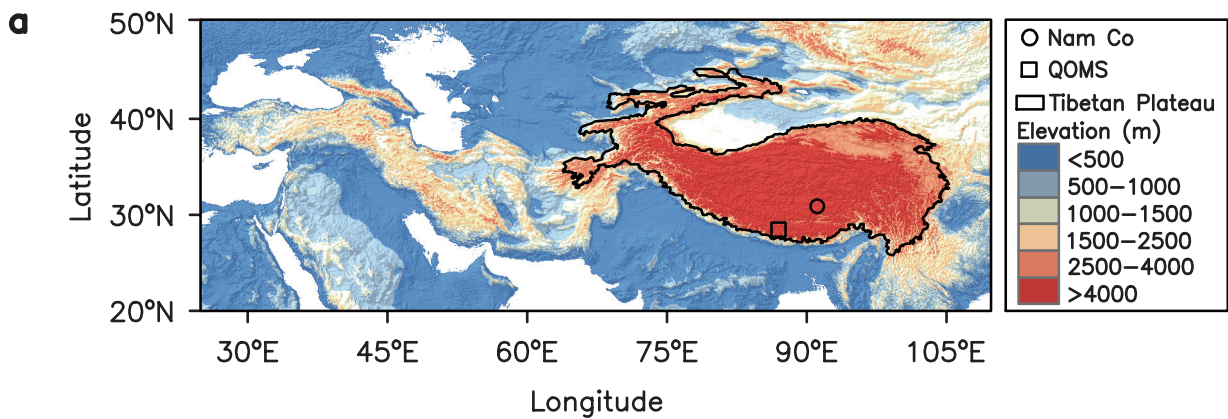 a
50°N
40°N
30°N
20°N
Latitude
30°E 45°E 60°E 75°E 90°E 105°E
Longitude
Nam Co
QOMS
Tibetan Plateau
Elevation (m)
<500
500−1000
1000−1500
1500−2500
2500−4000
>4000